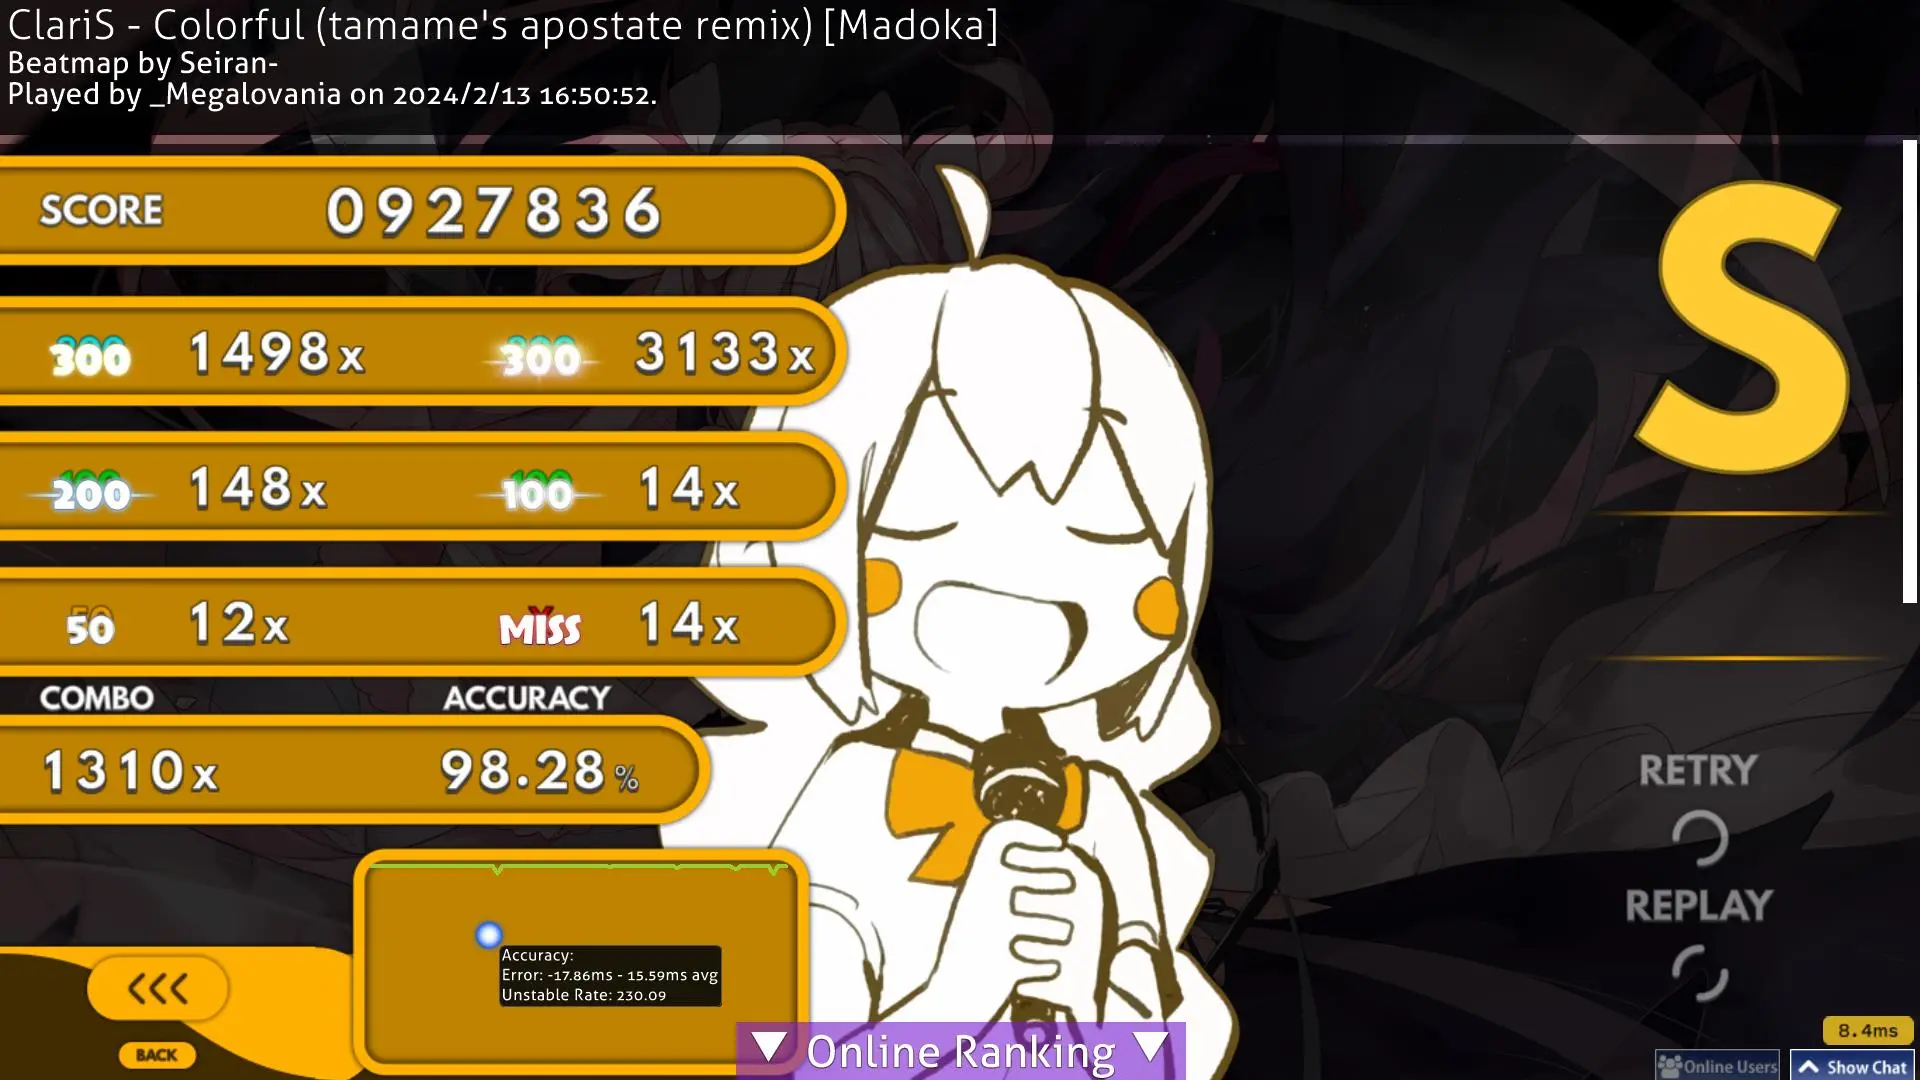 ClariS - Colorful (tamame's apostate remix) [Madoka]
Beatmap by Seiran-
Played by _Megalovania on 2024/2/13 16:50:52.
SCORE 0927836
300 1498x 300 3133x
200 148x 100 14x
50 12x MISS 14x
COMBO ACCURACY
1310x 98.28%
S
RETRY
REPLAY
Accuracy:
Error: -17.86ms - 15.59ms avg
Unstable Rate: 230.09
<<<
BACK
▼ Online Ranking ▼
8.4ms
Online Users
Show Chat